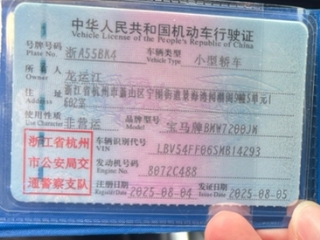 中华人民共和国机动车行驶证
Vehicle License of the People's Republic of China
号牌号码 Plate No. 浙A55BK4 车辆类型 Vehicle Type 小型轿车
所有人 Owner 龙运江
住址 浙江省杭州市萧山区宁围街道
602室
使用性质 Use Character 非营运 品牌型号 Model 宝马牌BMW7200JM
浙江省杭州市公安局交通警察支队
车辆识别代号 VIN LBV54FF06SMB14293
发动机号码 Engine No. 8072C488
注册日期 2025-08-04 发证日期 2025-08-05